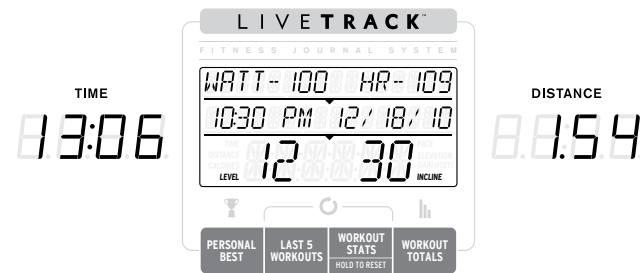 LIVETRACK™
FITNESS JOURNAL SYSTEM
WATT-100 HR-109
10:30 PM 12/18/10
LEVEL 12 30 INCLINE
TIME
13:06
DISTANCE
1.54
PERSONAL BEST
LAST 5 WORKOUTS
WORKOUT STATS
HOLD TO RESET
WORKOUT TOTALS